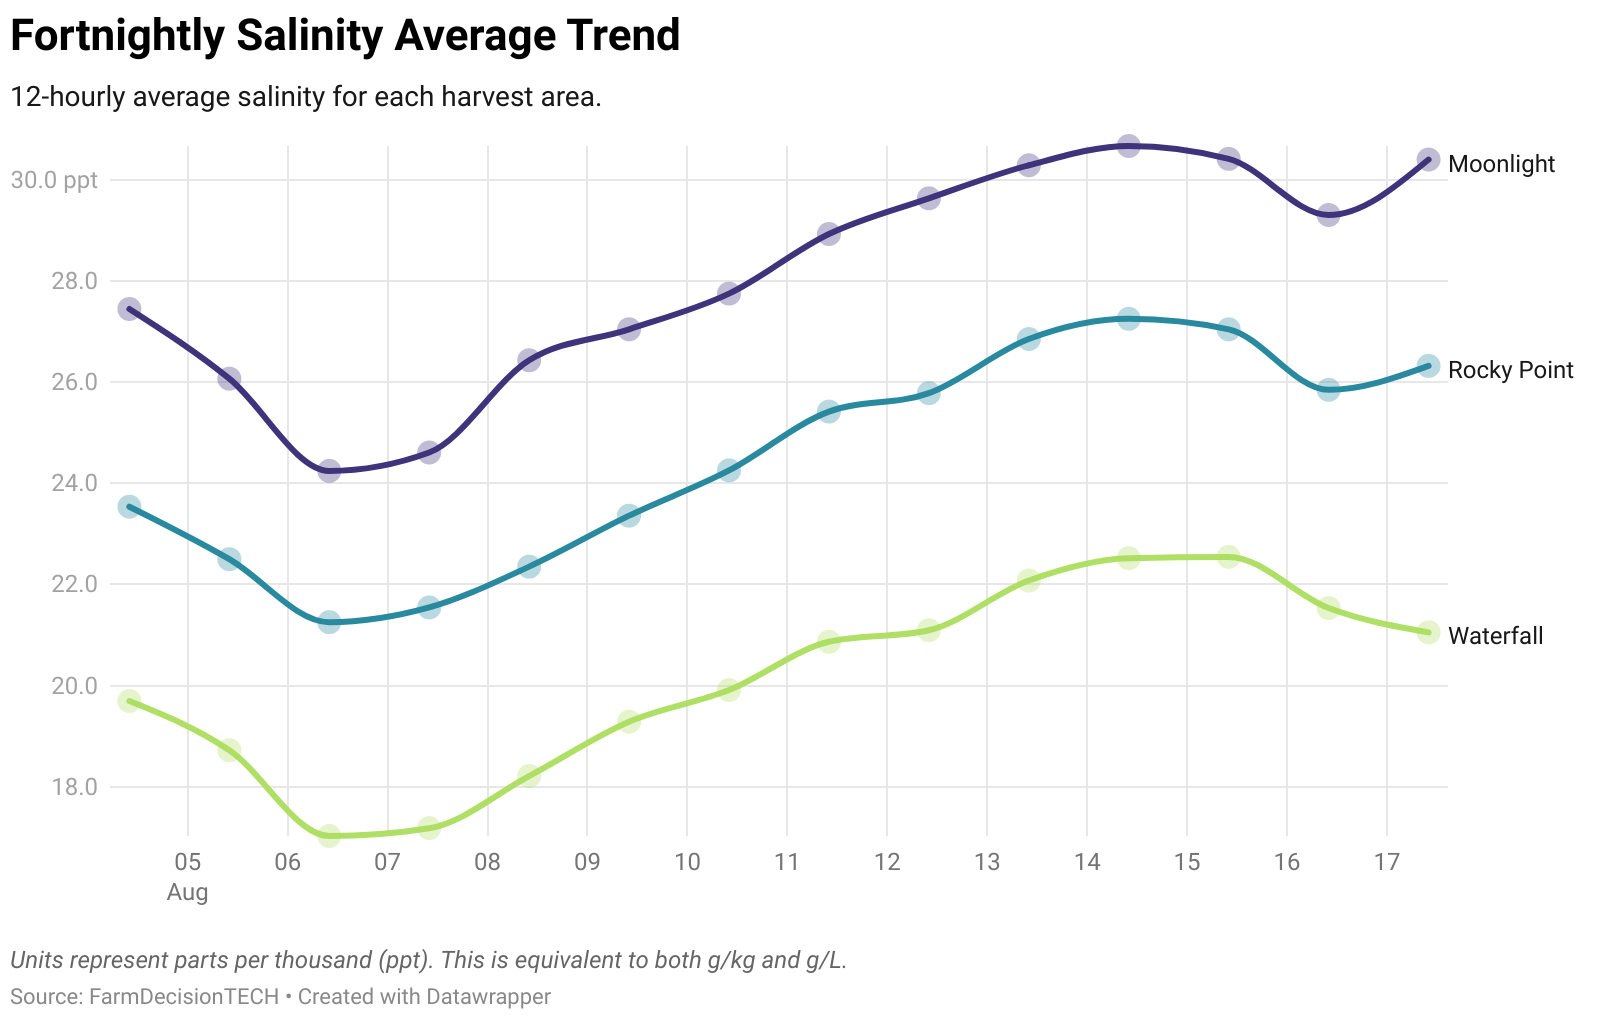 Fortnightly Salinity Average Trend
12-hourly average salinity for each harvest area.
30.0 ppt
28.0
26.0
24.0
22.0
20.0
18.0
Moonlight
Rocky Point
Waterfall
05 06 07 08 09 10 11 12 13 14 15 16 17
Aug
Units represent parts per thousand (ppt). This is equivalent to both g/kg and g/L.
Source: FarmDecisionTECH • Created with Datawrapper